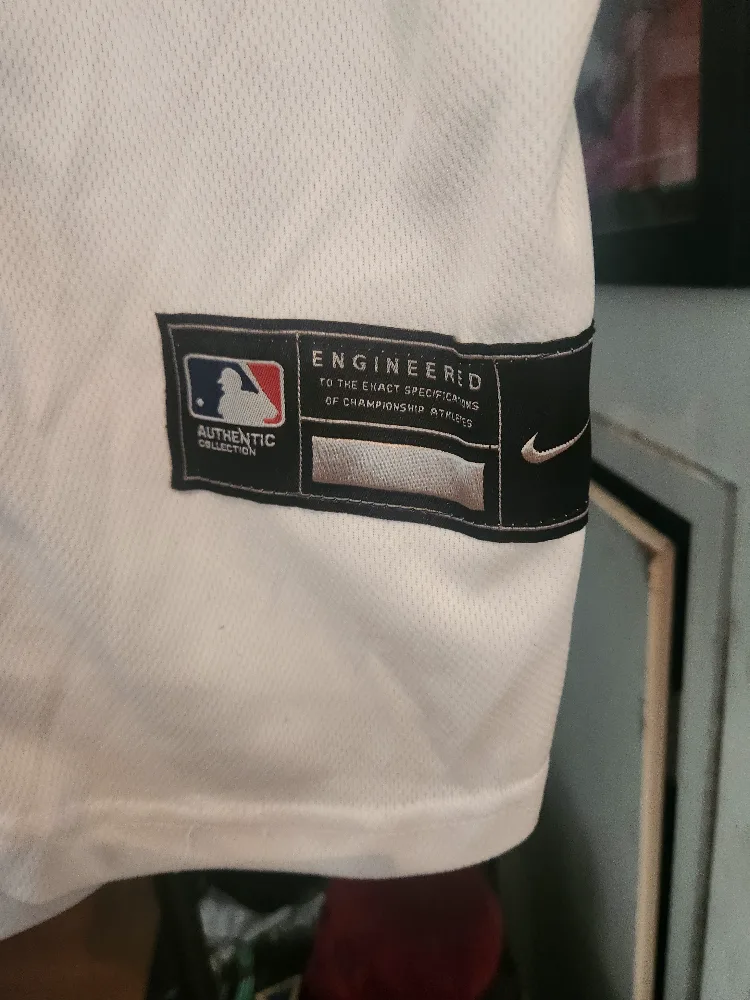 ENGINEERED
TO THE EXACT SPECIFICATIONS
OF CHAMPIONSHIP ATHLETES
AUTHENTIC
COLLECTION